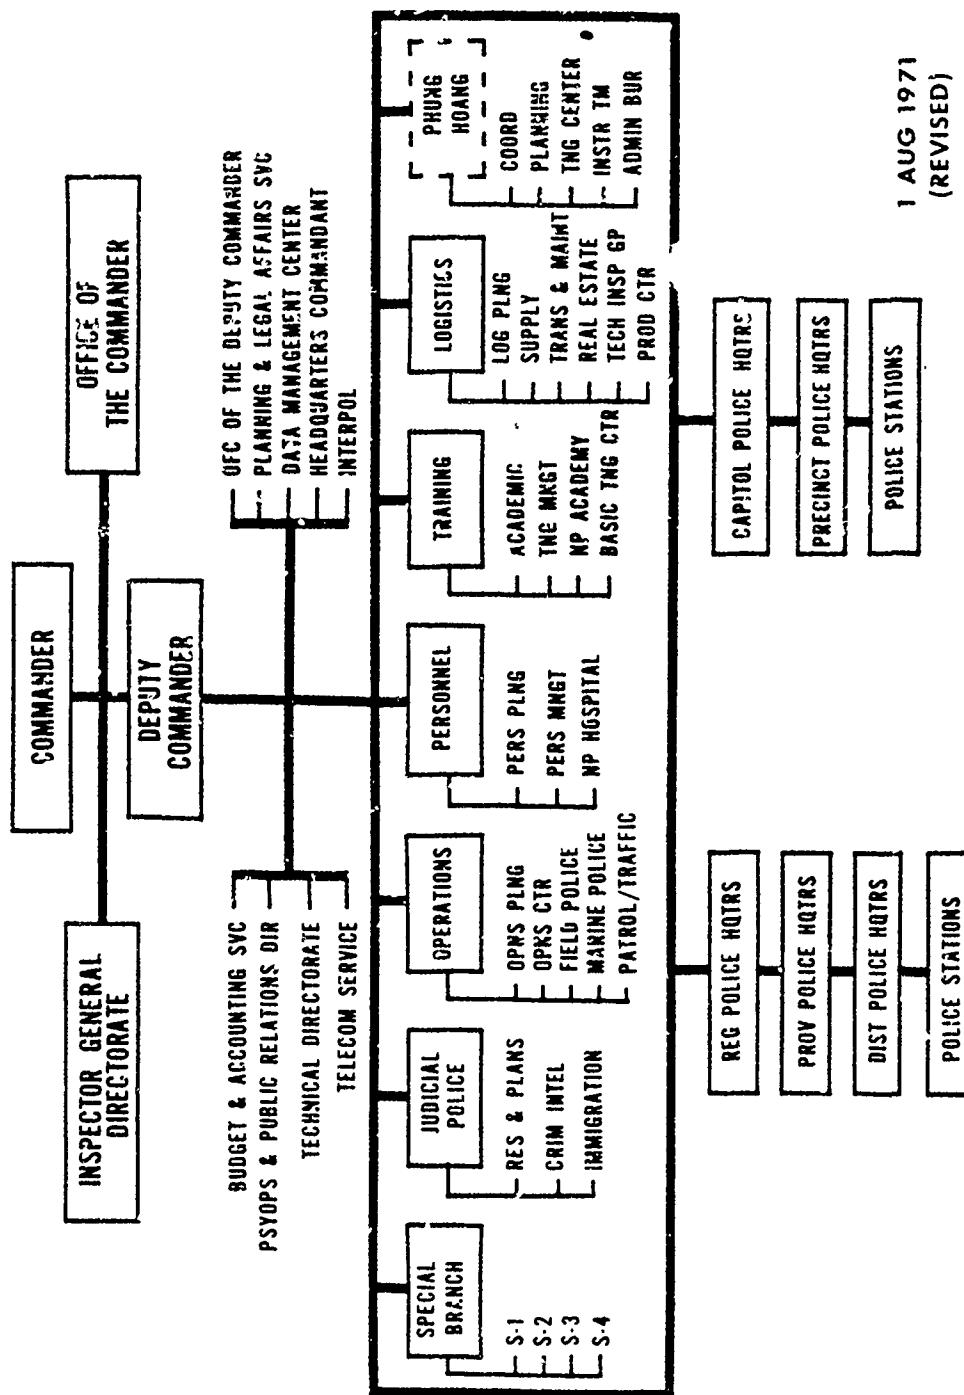 COMMANDER
INSPECTOR GENERAL
DIRECTORATE
OFFICE OF
THE COMMANDER
DEPUTY
COMMANDER
BUDGET & ACCOUNTING SVC
PSYOPS & PUBLIC RELATIONS DIR
TECHNICAL DIRECTORATE
TELECOM SERVICE
OFC OF THE DEPUTY COMMANDER
PLANNING & LEGAL AFFAIRS SVC
DATA MANAGEMENT CENTER
HEADQUARTERS COMMANDANT
INTERPOL
SPECIAL
BRANCH
S-1
S-2
S-3
S-4
JUDICIAL
POLICE
RES & PLANS
CRIM INTEL
IMMIGRATION
OPERATIONS
OPNS PLNG
OPNS CTR
FIELD POLICE
MARINE POLICE
PATROL/TRAFFIC
PERSONNEL
PERS PLNG
PERS MNGT
NP HOSPITAL
TRAINING
ACADEMIC
TNG MKGT
NP ACADEMY
BASIC TNG CTR
LOGISTICS
LOG PLNG
SUPPLY
TRANS & MAINT
REAL ESTATE
TECH INSP GP
PROD CTR
PHUNG
HOANG
COORD
PLANNING
TNG CENTER
INSTR TM
ADMIN BUR
REG POLICE HQTRS
PROV POLICE HQTRS
DIST POLICE HQTRS
POLICE STATIONS
CAPITOL POLICE HQTRS
PRECINCT POLICE HQTRS
POLICE STATIONS
1 AUG 1971
(REVISED)